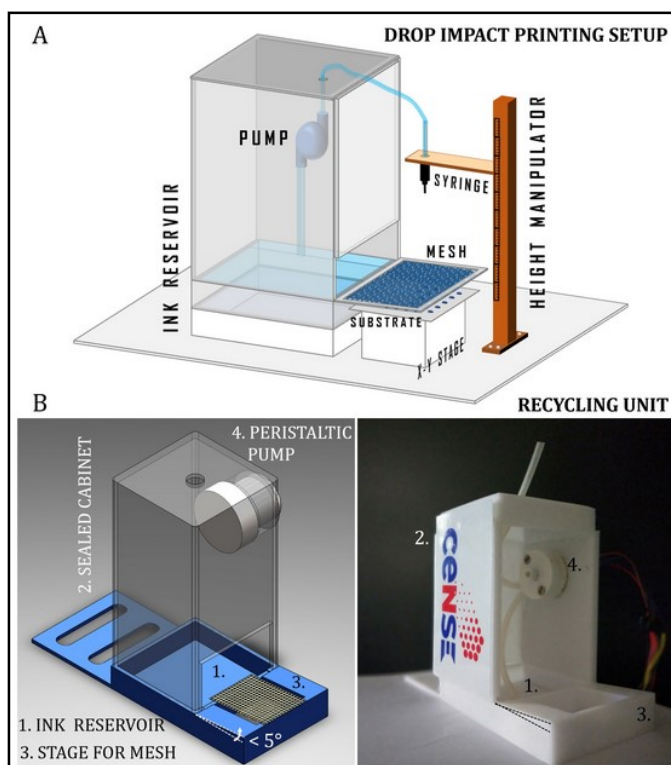 A
DROP IMPACT PRINTING SETUP
PUMP
INK RESERVOIR
SYRINGE
HEIGHT MANIPULATOR
MESH
SUBSTRATE
X-Y STAGE
B
RECYCLING UNIT
4. PERISTALTIC
PUMP
2. SEALED CABINET
1.
3.
< 5°
1. INK RESERVOIR
3. STAGE FOR MESH
2.
CeNSE
4.
1.
3.